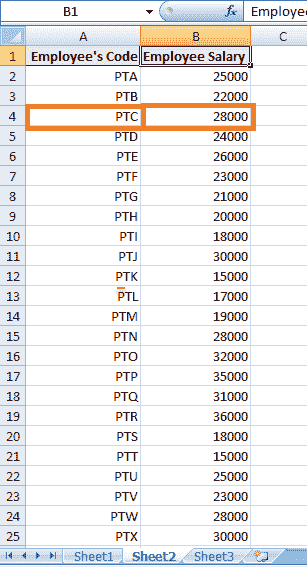 B1 fx Employee
A B C
1 Employee's Code Employee Salary
2 PTA 25000
3 PTB 22000
4 PTC 28000
5 PTD 24000
6 PTE 26000
7 PTF 23000
8 PTG 21000
9 PTH 20000
10 PTI 18000
11 PTJ 30000
12 PTK 15000
13 PTL 17000
14 PTM 19000
15 PTN 28000
16 PTO 32000
17 PTP 35000
18 PTQ 31000
19 PTR 36000
20 PTS 18000
21 PTT 15000
22 PTU 25000
23 PTV 23000
24 PTW 28000
25 PTX 30000
Sheet1 Sheet2 Sheet3